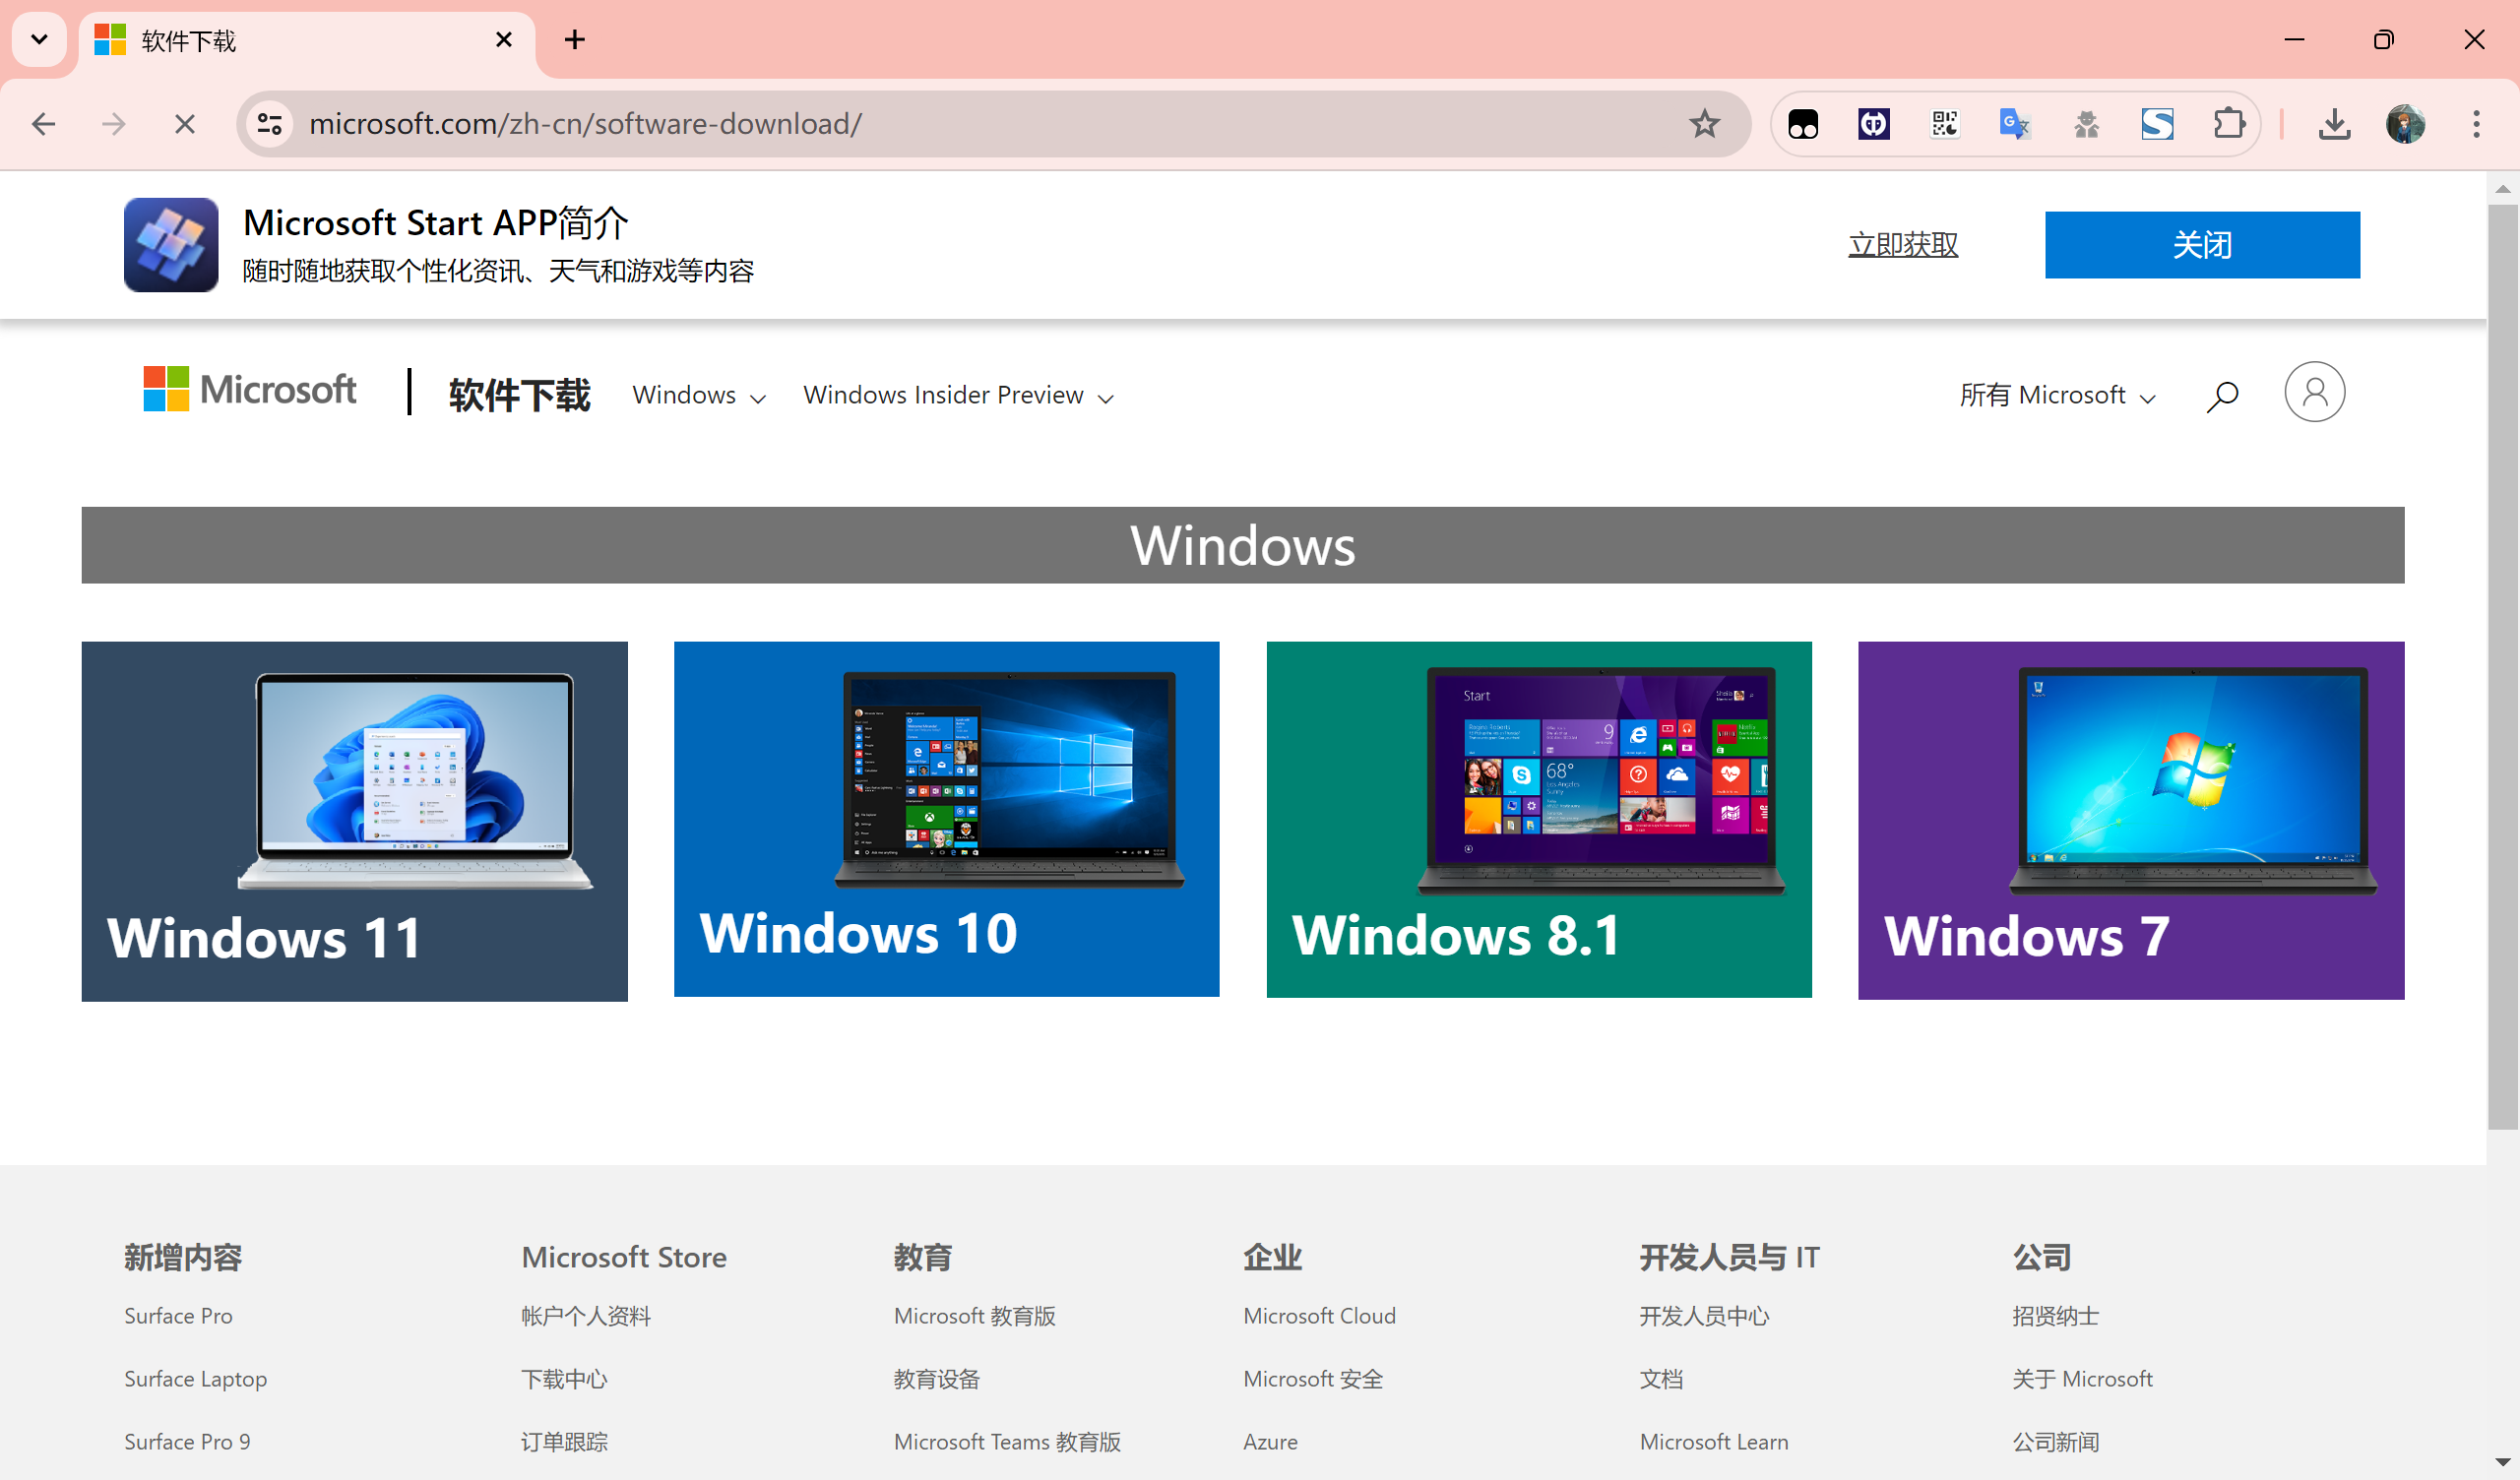 软件下载
microsoft.com/zh-cn/software-download/
Microsoft Start APP简介
随时随地获取个性化资讯、天气和游戏等内容
立即获取
关闭
Microsoft
软件下载
Windows
Windows Insider Preview
所有 Microsoft
Windows
Start
68°
9
Windows 11
Windows 10
Windows 8.1
Windows 7
新增内容
Microsoft Store
教育
企业
开发人员与 IT
公司
Surface Pro
帐户个人资料
Microsoft 教育版
Microsoft Cloud
开发人员中心
招贤纳士
Surface Laptop
下载中心
教育设备
Microsoft 安全
文档
关于 Microsoft
Surface Pro 9
订单跟踪
Microsoft Teams 教育版
Azure
Microsoft Learn
公司新闻